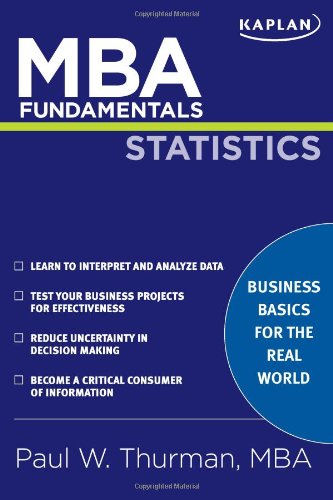 KAPLAN
MBA
FUNDAMENTALS
STATISTICS
LEARN TO INTERPRET AND ANALYZE DATA
TEST YOUR BUSINESS PROJECTS
FOR EFFECTIVENESS
REDUCE UNCERTAINTY IN
DECISION MAKING
BECOME A CRITICAL CONSUMER
OF INFORMATION
BUSINESS
BASICS
FOR THE
REAL
WORLD
Paul W. Thurman, MBA